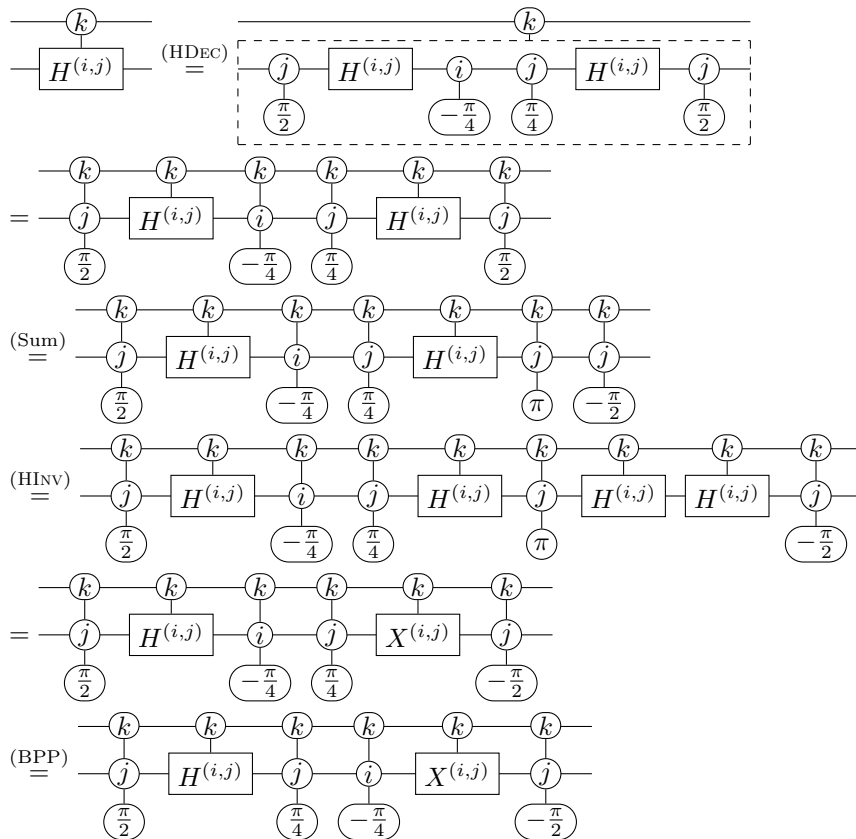 k k
H^{(i,j)} (HDEC) = j H^{(i,j)} i j H^{(i,j)} j
π/2 −π/4 π/4 π/2
k k k k k k
= j H^{(i,j)} i j H^{(i,j)} j
π/2 −π/4 π/4 π/2
k k k k k k k
(Sum) = j H^{(i,j)} i j H^{(i,j)} j j
π/2 −π/4 π/4 π −π/2
k k k k k k k k k
(HINV) = j H^{(i,j)} i j H^{(i,j)} j H^{(i,j)} H^{(i,j)} j
π/2 −π/4 π/4 π −π/2
k k k k k k
= j H^{(i,j)} i j X^{(i,j)} j
π/2 −π/4 π/4 −π/2
k k k k k k
(BPP) = j H^{(i,j)} j i X^{(i,j)} j
π/2 π/4 −π/4 −π/2